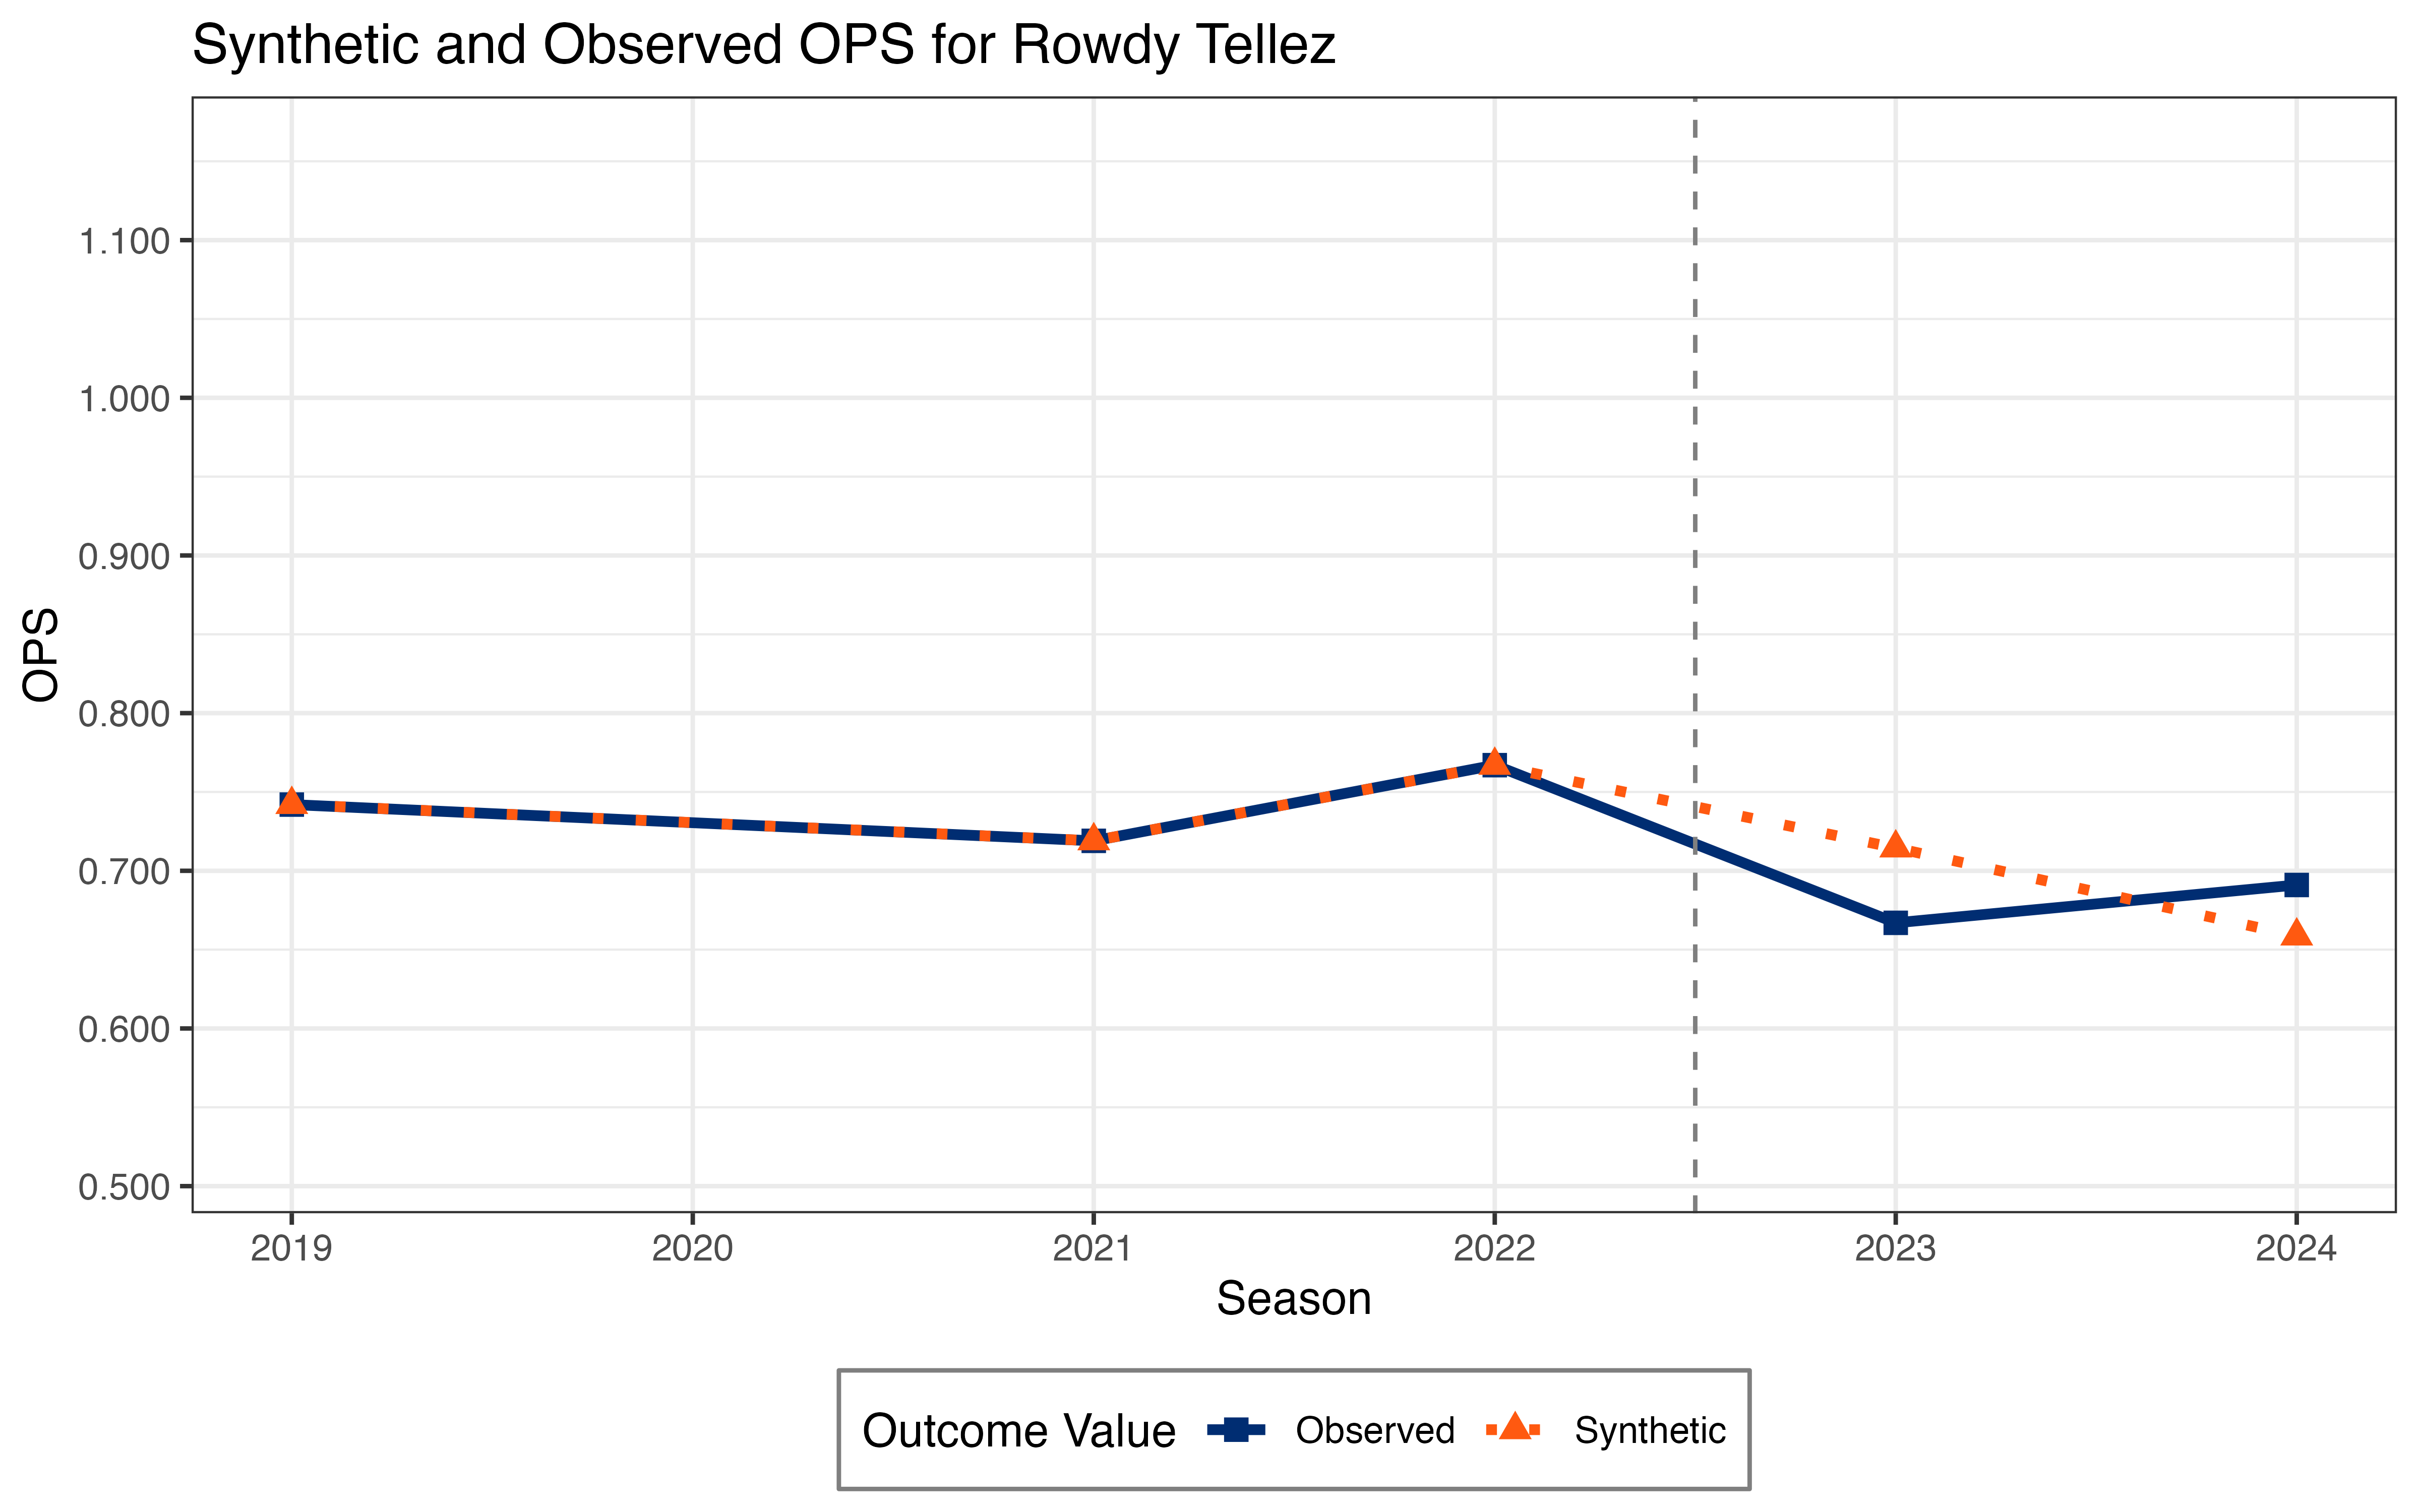 Synthetic and Observed OPS for Rowdy Tellez
1.100
1.000
0.900
0.800
0.700
0.600
0.500
OPS
2019 2020 2021 2022 2023 2024
Season
Outcome Value Observed Synthetic